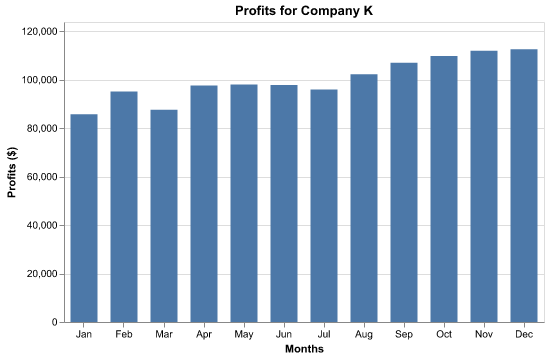 Profits for Company K
Profits ($)
120,000
100,000
80,000
60,000
40,000
20,000
0
Jan Feb Mar Apr May Jun Jul Aug Sep Oct Nov Dec
Months